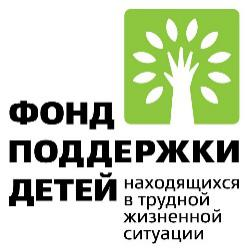 ФОНД
ПОДДЕРЖКИ
ДЕТЕЙ
находящихся
в трудной
жизненной
ситуации